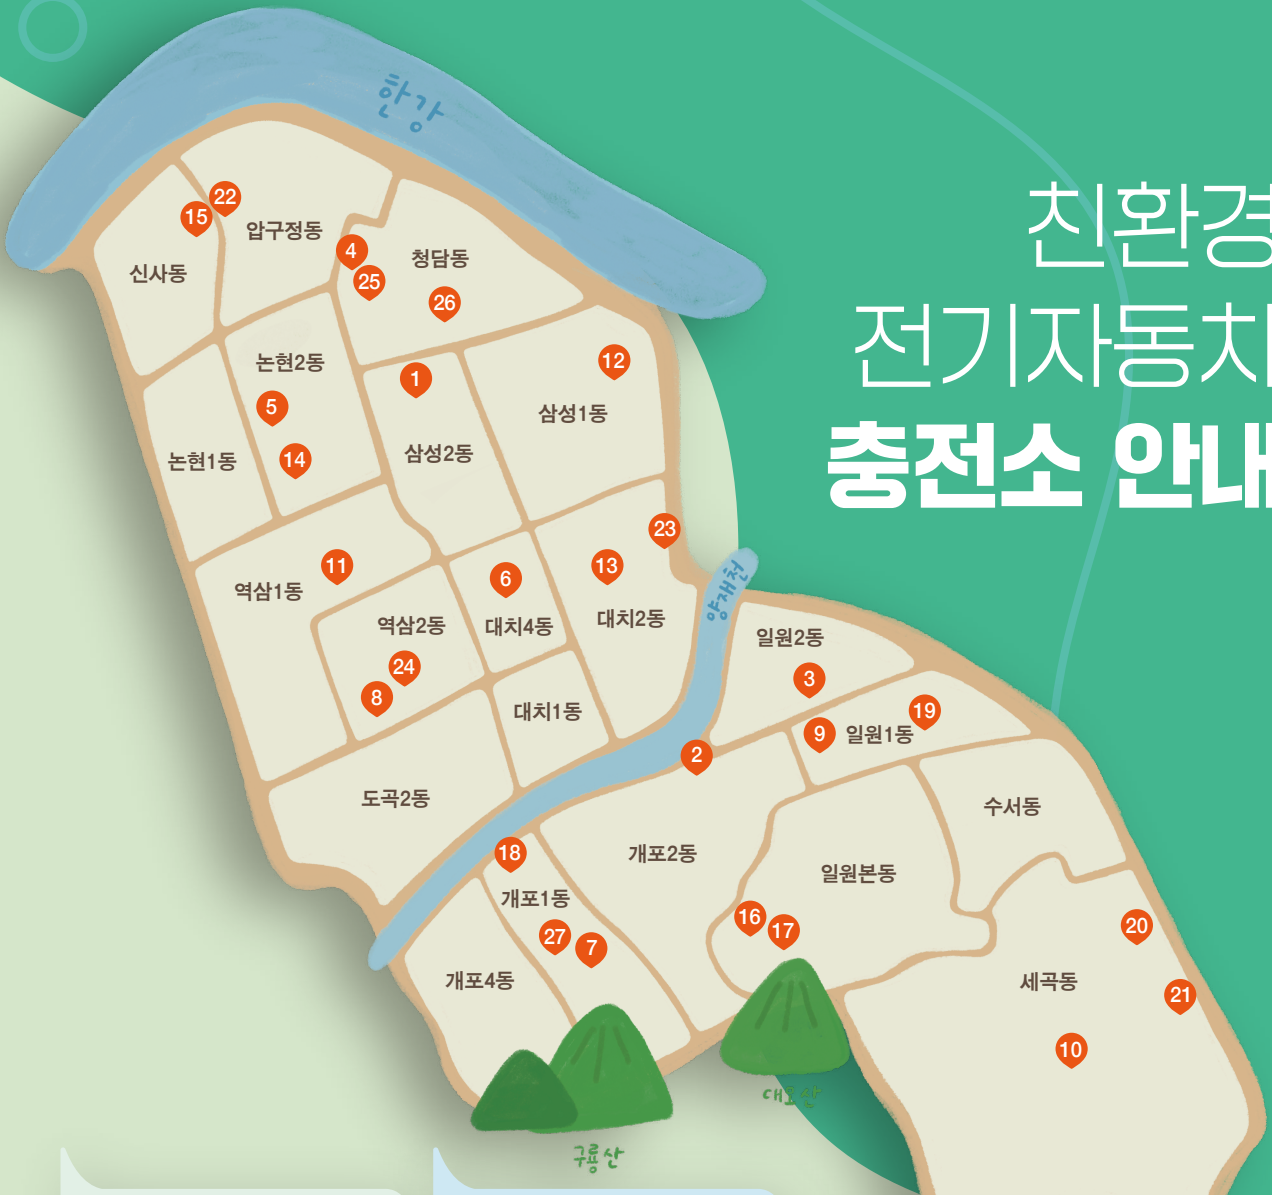 한강
친환경
전기자동차
충전소 안내
22
15
압구정동
신사동
4
청담동
25
26
논현2동
12
1
5
삼성1동
논현1동
14
삼성2동
23
11
6
13
역삼1동
양재천
역삼2동
대치4동
대치2동
일원2동
24
3
8
대치1동
19
9
일원1동
2
도곡2동
수서동
18
개포2동
개포1동
일원본동
16
17
20
27
7
개포4동
세곡동
21
10
대모산
구룡산